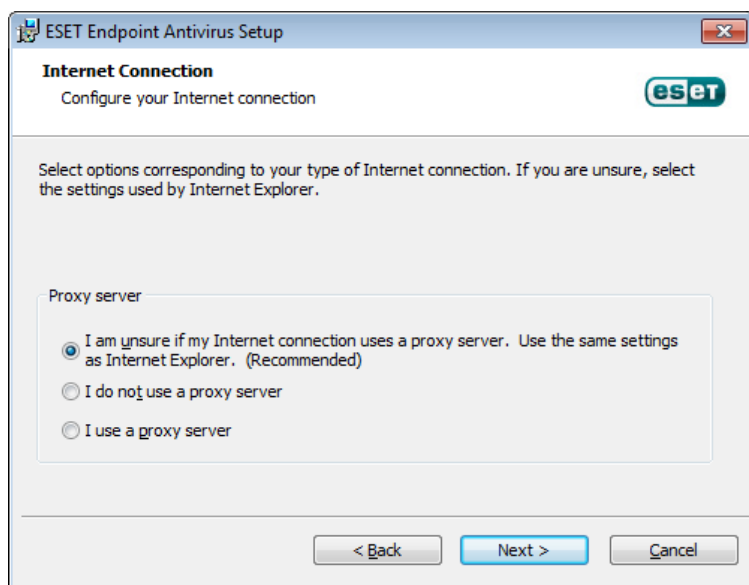 ESET Endpoint Antivirus Setup
Internet Connection
Configure your Internet connection
eset
Select options corresponding to your type of Internet connection. If you are unsure, select
the settings used by Internet Explorer.
Proxy server
I am unsure if my Internet connection uses a proxy server.  Use the same settings
as Internet Explorer.  (Recommended)
I do not use a proxy server
I use a proxy server
< Back
Next >
Cancel